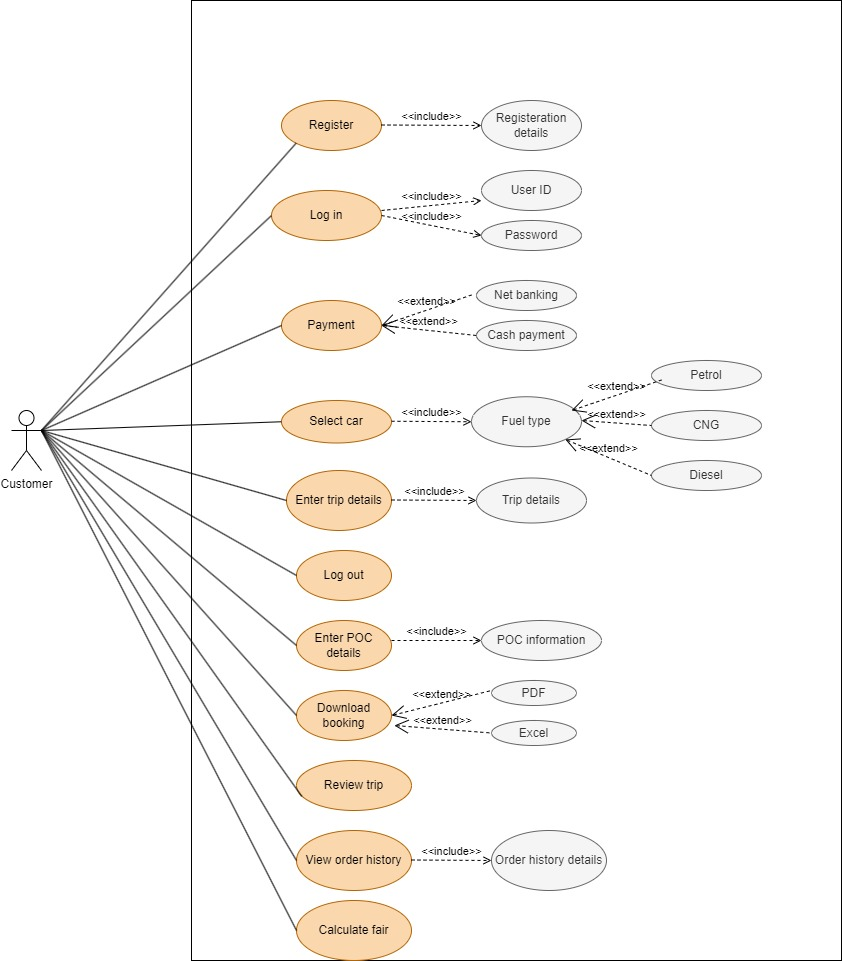 <<include>>
Register
Registeration
details
<<include>>
User ID
Log in
<<include>>
Password
<<extend>>
Net banking
Payment
<<extend>>
Cash payment
<<extend>>
Petrol
Select car
<<include>>
Fuel type
<<extend>>
CNG
<<extend>>
Diesel
Customer
Enter trip details
<<include>>
Trip details
Log out
Enter POC
details
<<include>>
POC information
Download
booking
<<extend>>
PDF
<<extend>>
Excel
Review trip
View order history
<<include>>
Order history details
Calculate fair